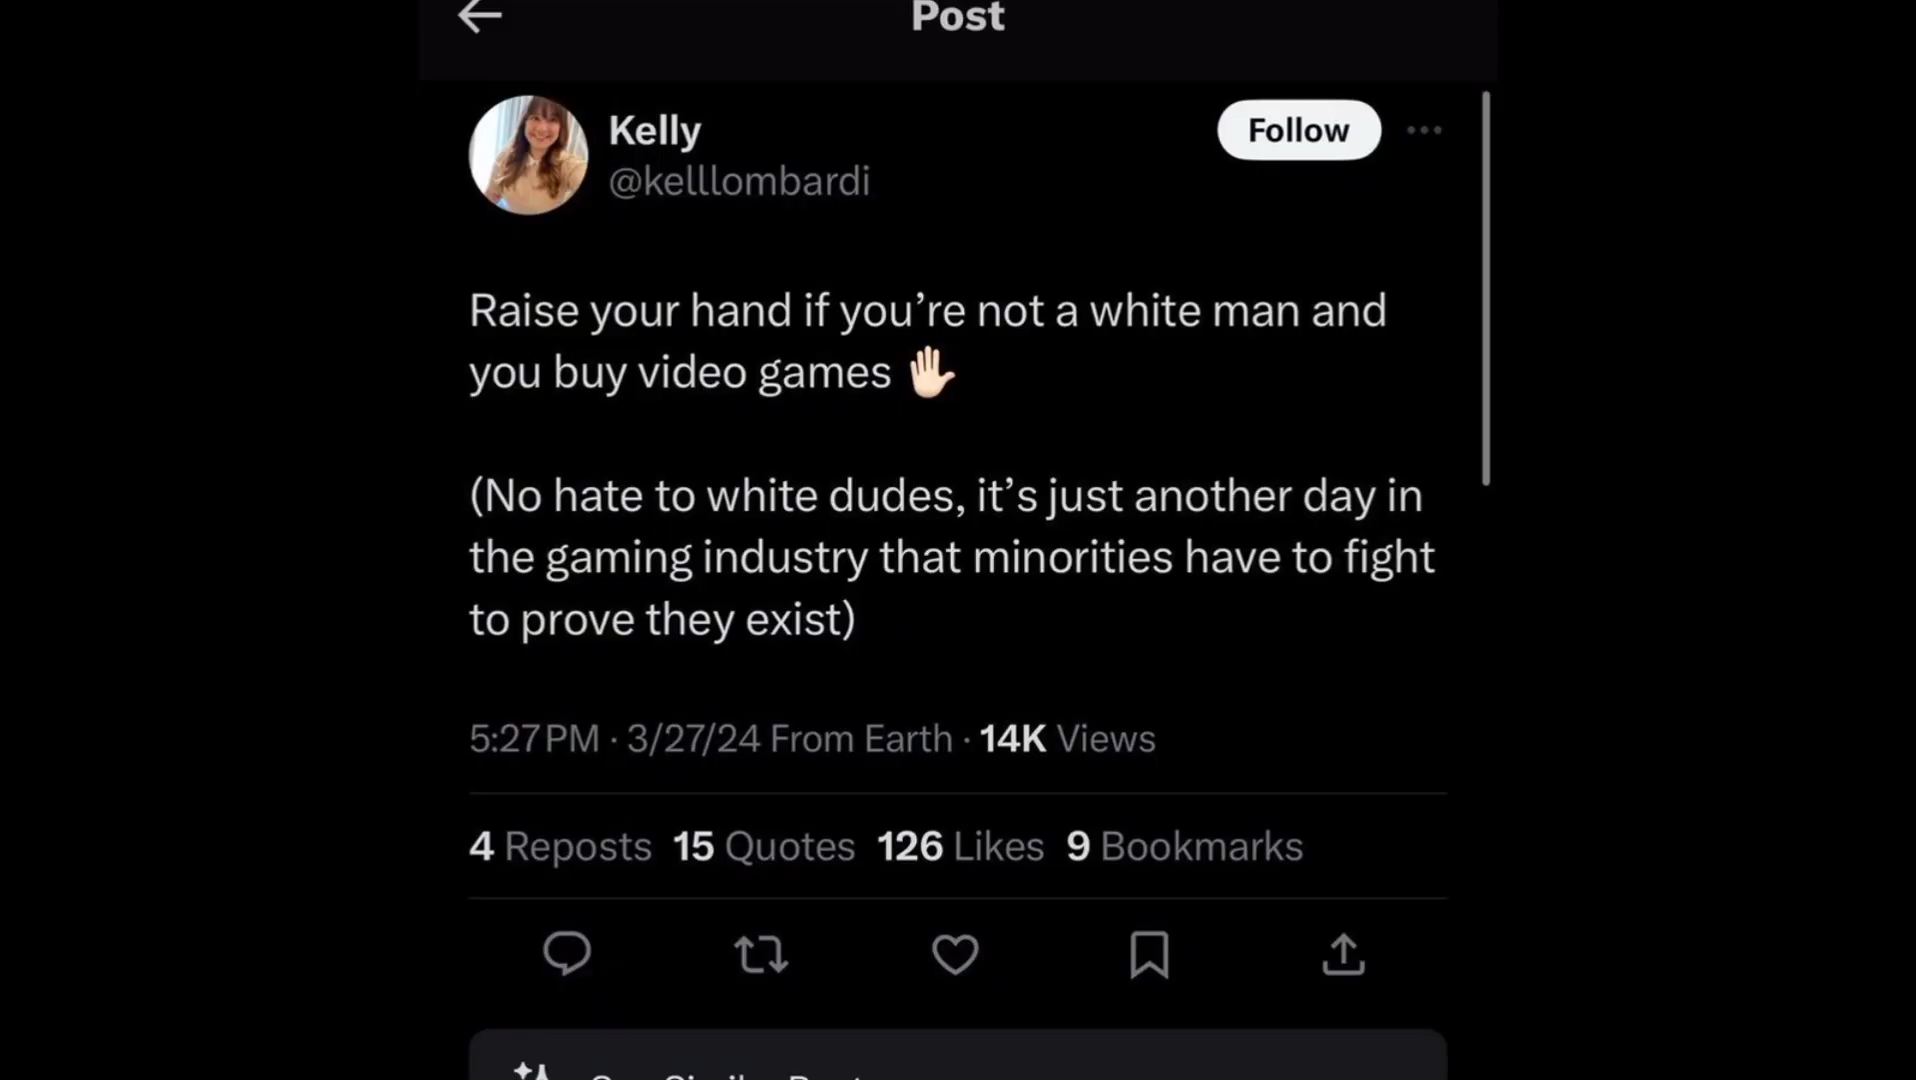 Post
Kelly
Follow
@kelllombardi
Raise your hand if you’re not a white man and
you buy video games 🤚🏻
(No hate to white dudes, it’s just another day in
the gaming industry that minorities have to fight
to prove they exist)
5:27 PM · 3/27/24 From Earth · 14K Views
4 Reposts 15 Quotes 126 Likes 9 Bookmarks